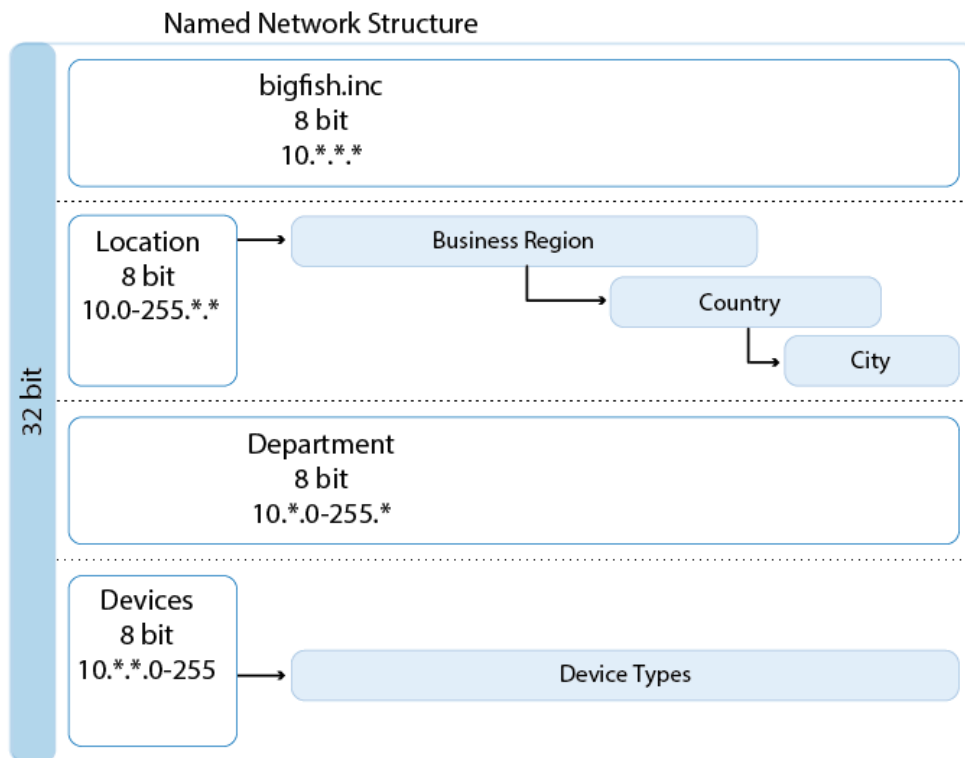 Named Network Structure
32 bit
bigfish.inc
8 bit
10.*.*.*
Location
8 bit
10.0-255.*.*
Business Region
Country
City
Department
8 bit
10.*.0-255.*
Devices
8 bit
10.*.*.0-255
Device Types